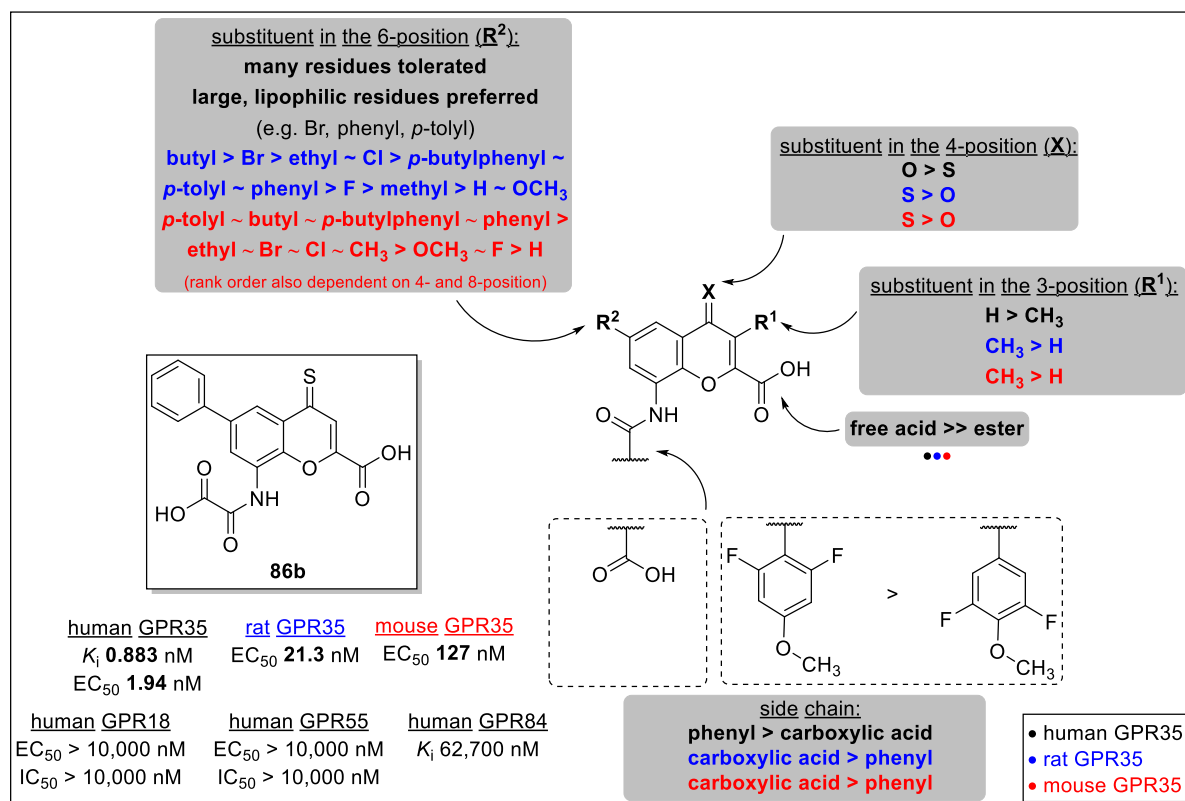 substituent in the 6-position (R²):
many residues tolerated
large, lipophilic residues preferred
(e.g. Br, phenyl, p-tolyl)
butyl > Br > ethyl ~ Cl > p-butylphenyl ~
p-tolyl ~ phenyl > F > methyl > H ~ OCH₃
p-tolyl ~ butyl ~ p-butylphenyl ~ phenyl >
ethyl ~ Br ~ Cl ~ CH₃ > OCH₃ ~ F > H
(rank order also dependent on 4- and 8-position)
substituent in the 4-position (X):
O > S
S > O
S > O
substituent in the 3-position (R¹):
H > CH₃
CH₃ > H
CH₃ > H
X
R²
R¹
OH
O
O
O
NH
free acid >> ester
S
O
OH
O
O
NH
HO
O
86b
O
OH
F
F
O
CH₃
>
F
F
O
CH₃
human GPR35
Kᵢ 0.883 nM
EC₅₀ 1.94 nM
rat GPR35
EC₅₀ 21.3 nM
mouse GPR35
EC₅₀ 127 nM
human GPR18
EC₅₀ > 10,000 nM
IC₅₀ > 10,000 nM
human GPR55
EC₅₀ > 10,000 nM
IC₅₀ > 10,000 nM
human GPR84
Kᵢ 62,700 nM
side chain:
phenyl > carboxylic acid
carboxylic acid > phenyl
carboxylic acid > phenyl
human GPR35
rat GPR35
mouse GPR35